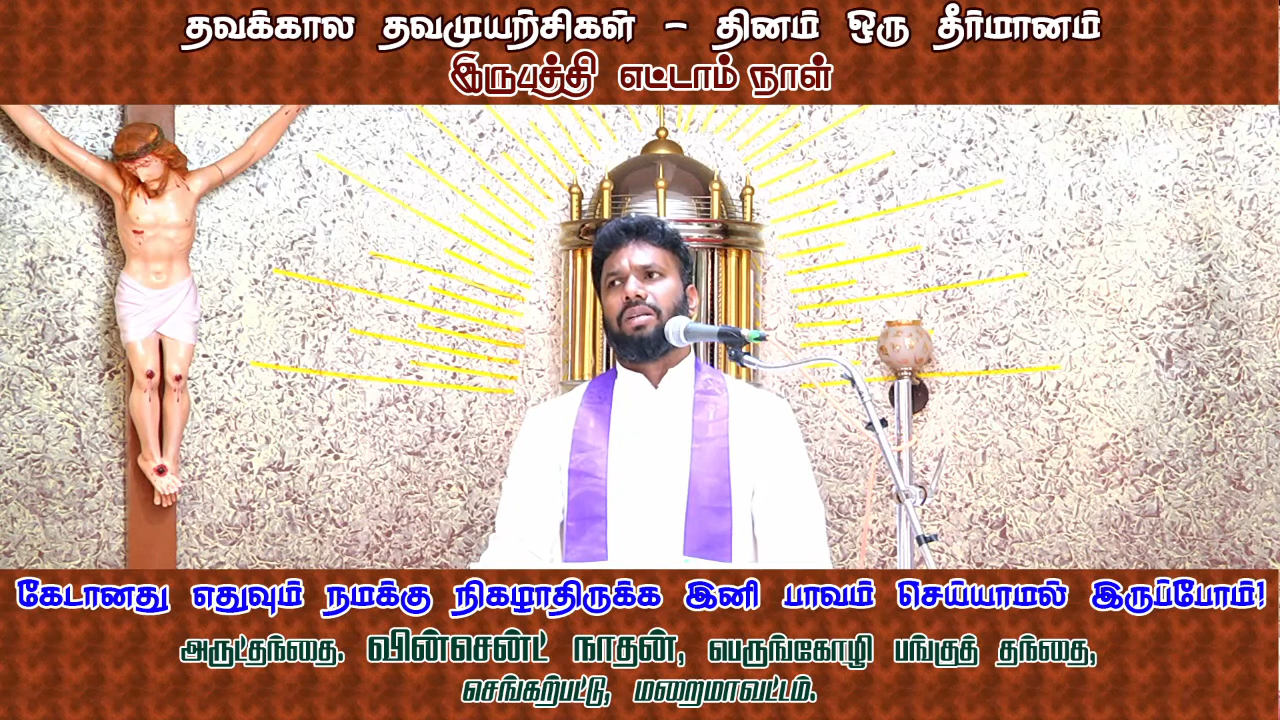 தவக்கால தவமுயற்சிகள் - தினம் ஒரு தீர்மானம்
இருபத்தி எட்டாம் நாள்
கேடானது எதுவும் நமக்கு நிகழாதிருக்க இனி பாவம் செய்யாமல் இருப்போம்!
அருட்தந்தை. வின்சென்ட் நாதன், பெருங்கோழி பங்குத் தந்தை,
செங்கற்பட்டு, மறைமாவட்டம்.